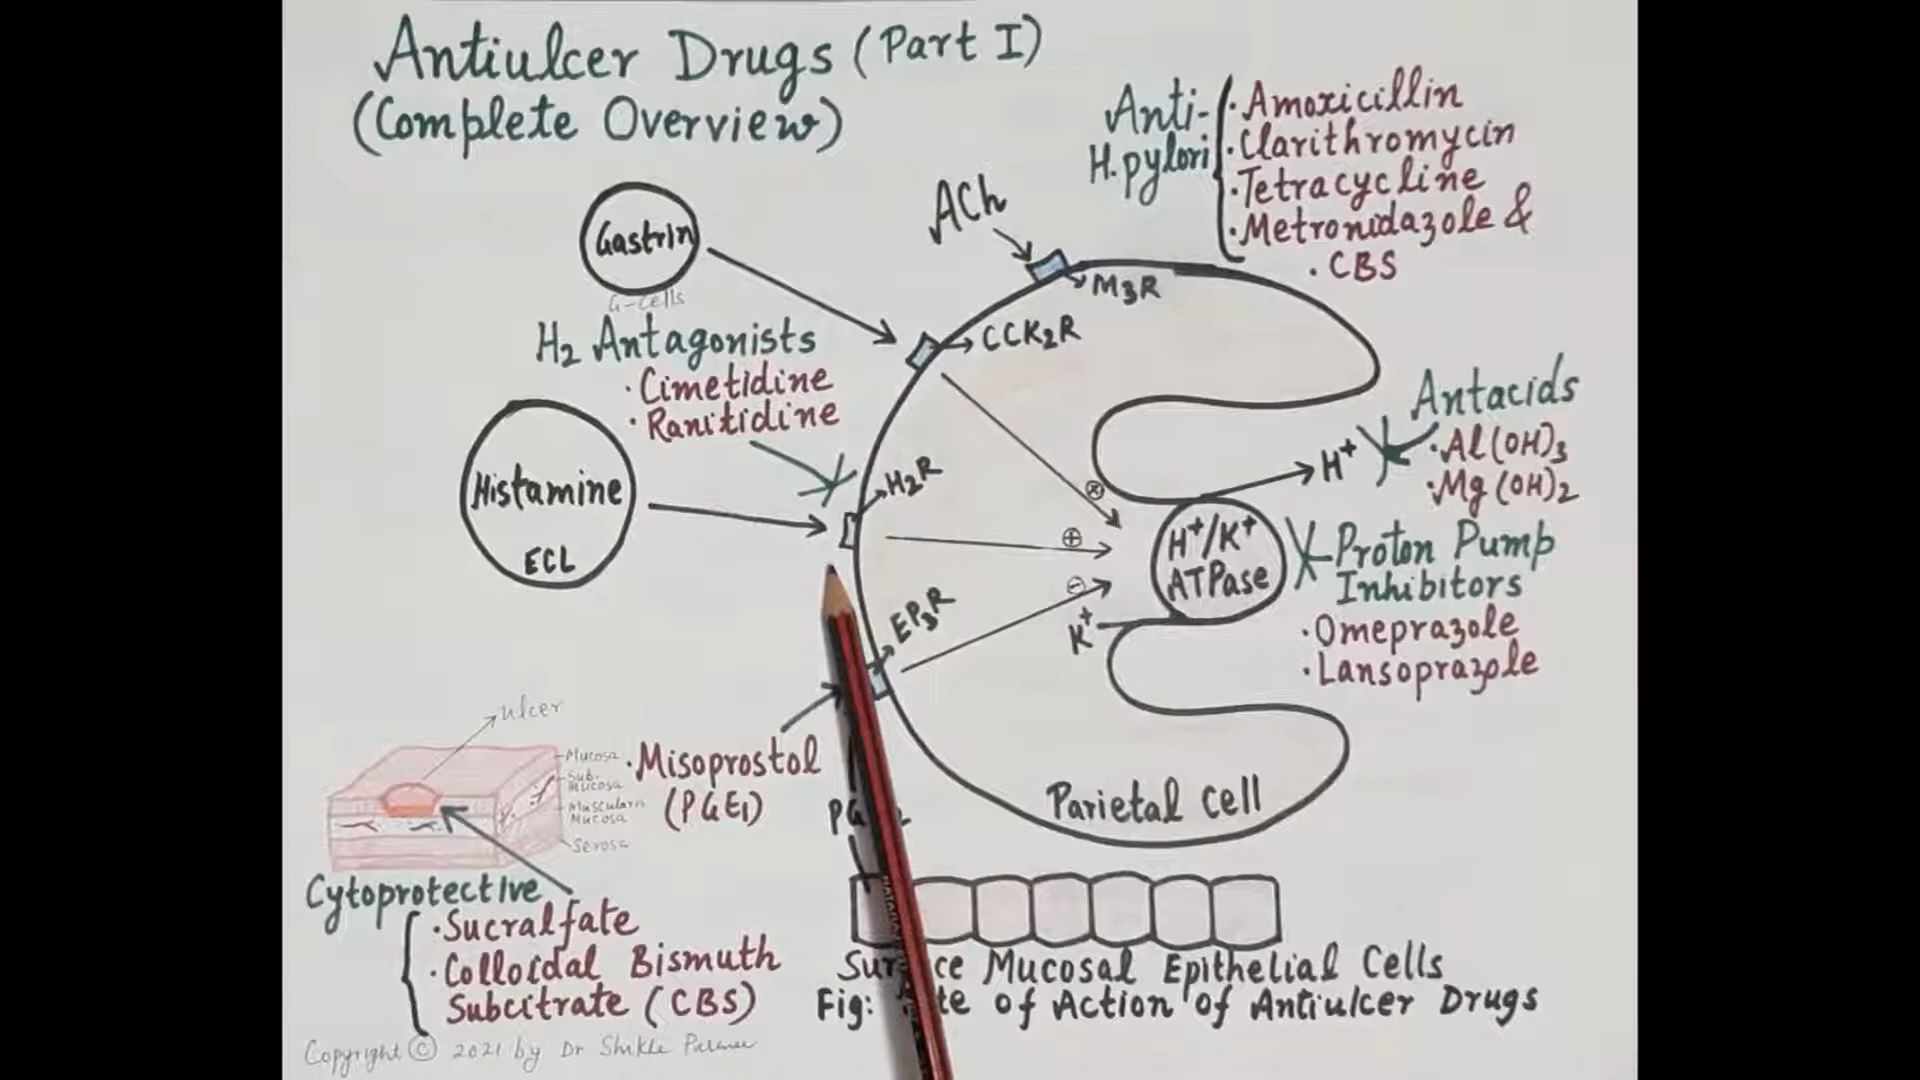 Antiulcer Drugs (Part I)
(Complete Overview)
Anti-
H.pylori
· Amoxicillin
· Clarithromycin
· Tetracycline
· Metronidazole &
· CBS
ACh
Gastrin
G-Cells
M3R
CCK2R
H2 Antagonists
· Cimetidine
· Ranitidine
Histamine
ECL
H2R
EP3R
⊗
⊕
⊖
H+
Antacids
· Al(OH)3
· Mg(OH)2
H+/K+
ATPase
K+
Proton Pump
Inhibitors
· Omeprazole
· Lansoprazole
Ulcer
Mucosa
Sub-
Mucosa
Muscularis
Mucosa
Serosa
· Misoprostol
(PGE1)
Parietal Cell
Cytoprotective
· Sucralfate
· Colloidal Bismuth
Subcitrate (CBS)
Mucosal Epithelial Cells
Fig: of Action of Antiulcer Drugs
Copyright © 2021 by Dr